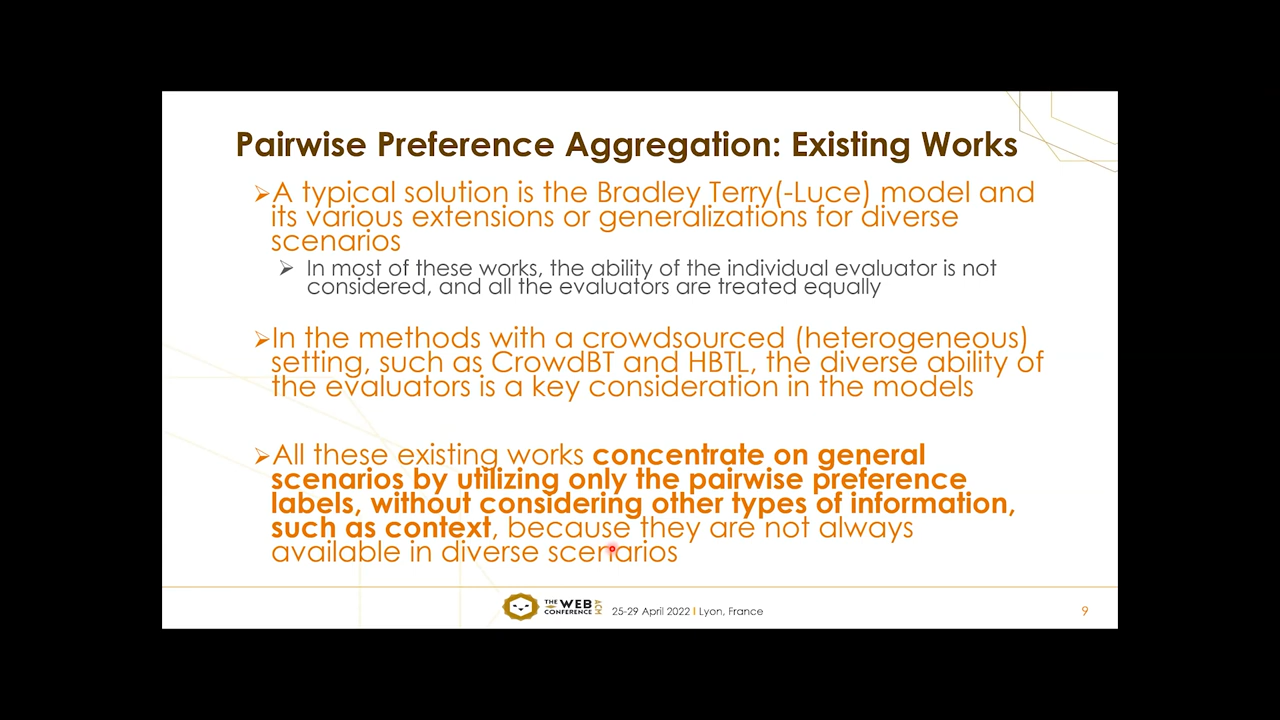 Pairwise Preference Aggregation: Existing Works
➢A typical solution is the Bradley Terry(-Luce) model and
its various extensions or generalizations for diverse
scenarios
➢ In most of these works, the ability of the individual evaluator is not
considered, and all the evaluators are treated equally
➢In the methods with a crowdsourced (heterogeneous)
setting, such as CrowdBT and HBTL, the diverse ability of
the evaluators is a key consideration in the models
➢All these existing works concentrate on general
scenarios by utilizing only the pairwise preference
labels, without considering other types of information,
such as context, because they are not always
available in diverse scenarios
THE WEB
CONFERENCE
ACM
25-29 April 2022 I Lyon, France
9